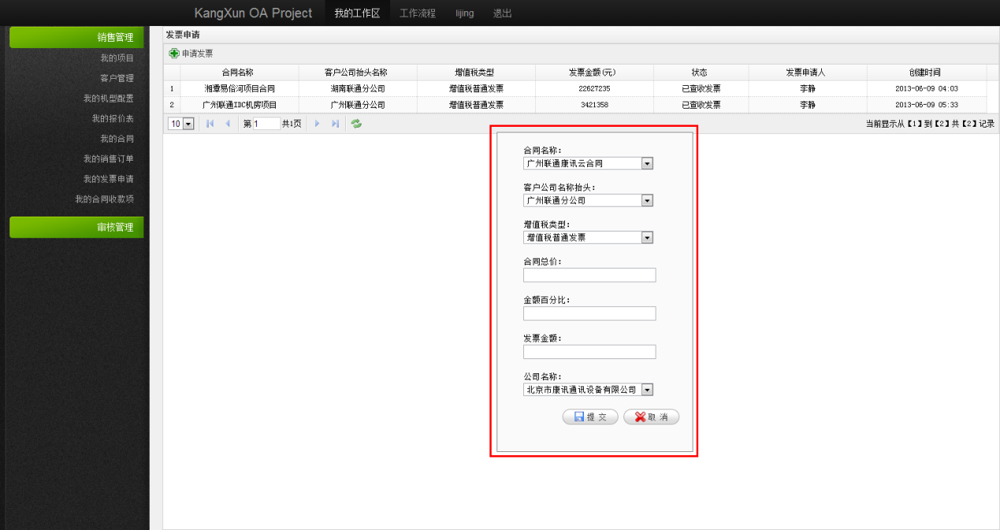 KangXun OA Project 我的工作区 工作流程 lijing 退出
销售管理
我的项目
客户管理
我的机型配置
我的报价表
我的合同
我的销售订单
我的发票申请
我的合同收款项
审核管理
发票申请
申请发票
合同名称 客户公司抬头名称 增值税类型 发票金额(元) 状态 发票申请人 创建时间
1 湘潭易俗河项目合同 湖南联通分公司 增值税普通发票 22627235 已查收发票 李静 2013-06-09 04:03
2 广州联通IDC机房项目 广州联通分公司 增值税普通发票 3421358 已查收发票 李静 2013-06-09 05:33
10 第 1 共1页 当前显示从【1】到【2】共【2】记录
合同名称:
广州联通康讯云合同
客户公司名称抬头:
广州联通分公司
增值税类型:
增值税普通发票
合同总价:
金额百分比:
发票金额:
公司名称:
北京市康讯通讯设备有限公司
提 交 取 消